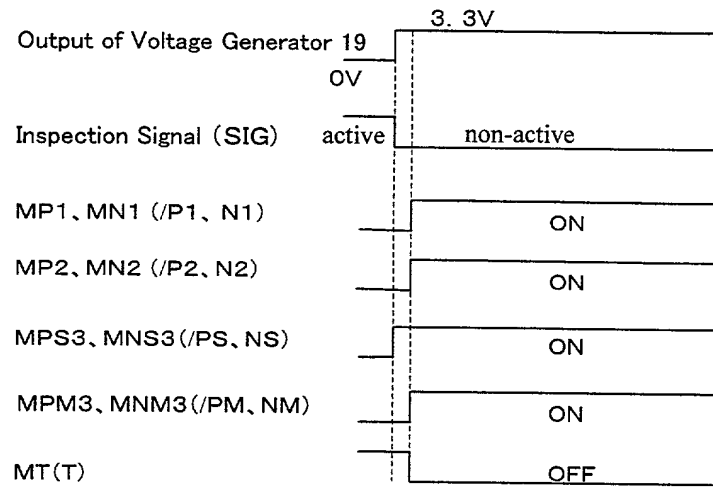 3. 3V
Output of Voltage Generator 19
0V
Inspection Signal (SIG) active non-active
MP1、MN1 (/P1、N1) ON
MP2、MN2 (/P2、N2) ON
MPS3、MNS3(/PS、NS) ON
MPM3、MNM3(/PM、NM) ON
MT(T) OFF